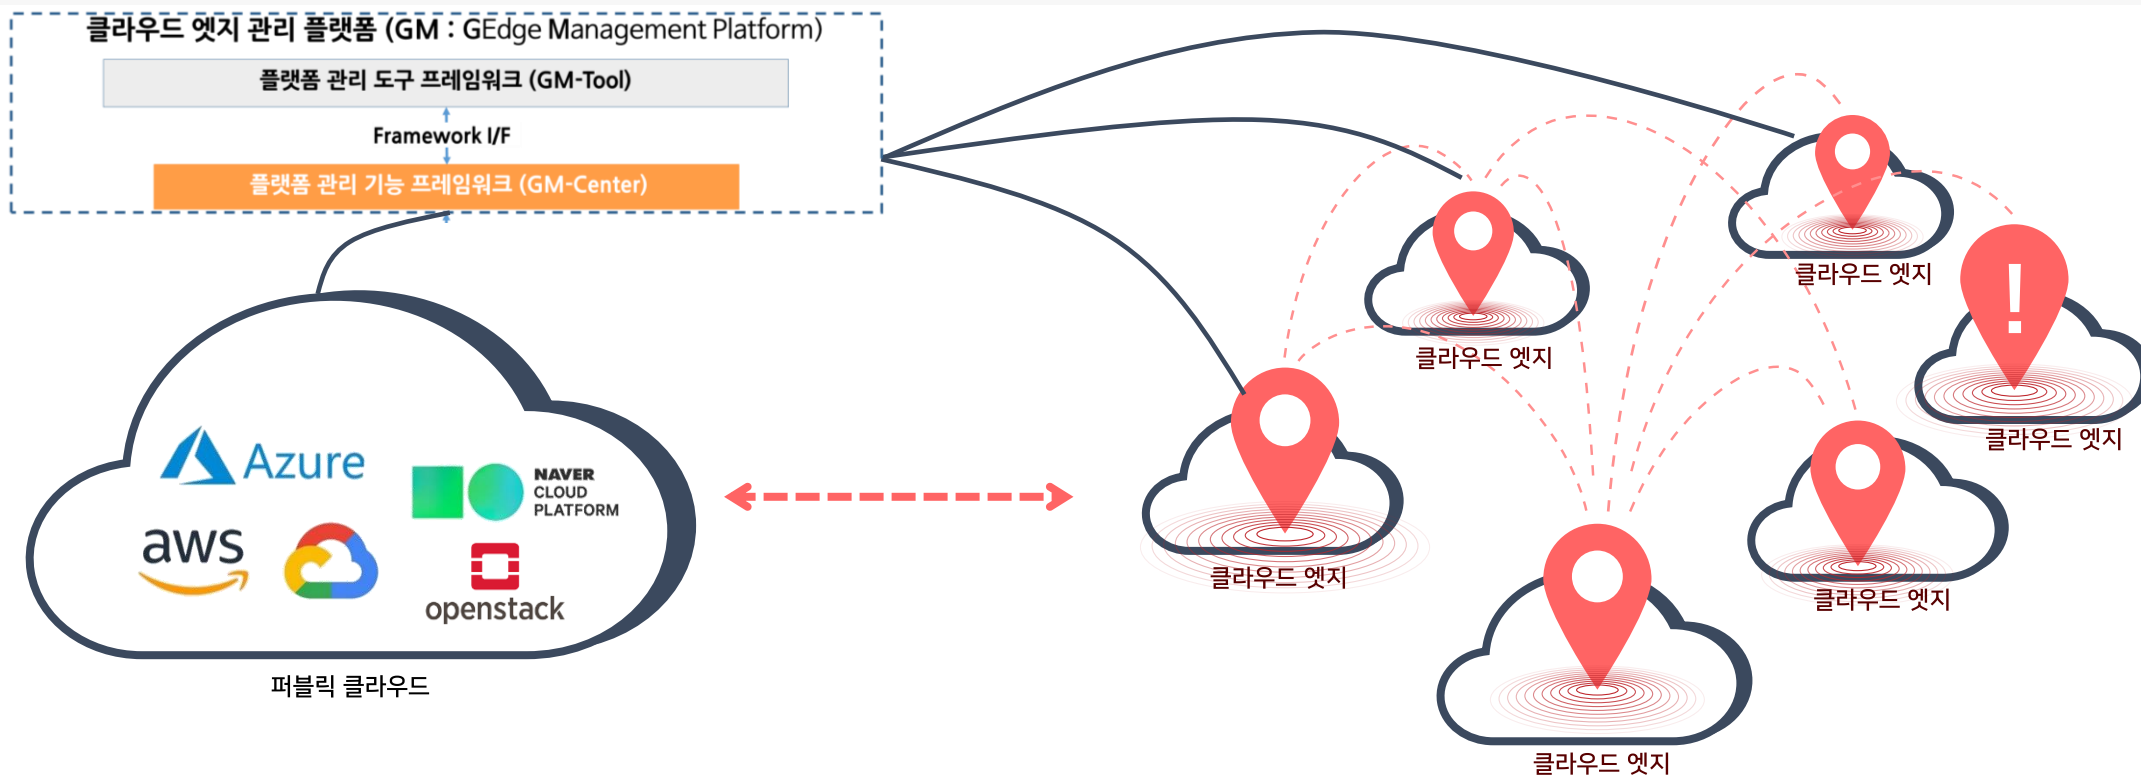 클라우드 엣지 관리 플랫폼 (GM : GEdge Management Platform)
플랫폼 관리 도구 프레임워크 (GM-Tool)
Framework I/F
플랫폼 관리 기능 프레임워크 (GM-Center)
Azure
NAVER
CLOUD
PLATFORM
aws
openstack
퍼블릭 클라우드
클라우드 엣지
클라우드 엣지
!
클라우드 엣지
클라우드 엣지
클라우드 엣지
클라우드 엣지